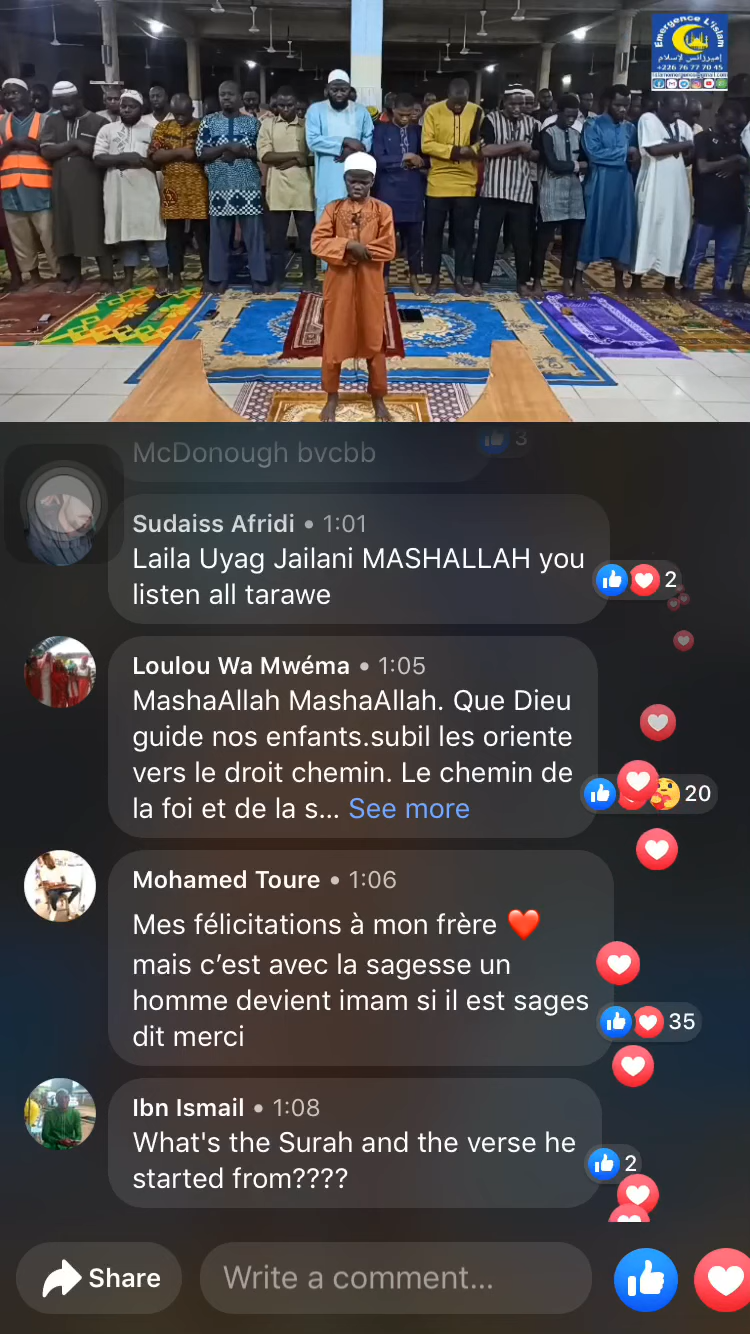 Emergence L'islam
إميرزانس لإسلام
+226 76 77 70 45
McDonough bvcbb
3
Sudaiss Afridi • 1:01
Laila Uyag Jailani MASHALLAH you
listen all tarawe
2
Loulou Wa Mwéma • 1:05
MashaAllah MashaAllah. Que Dieu
guide nos enfants.subil les oriente
vers le droit chemin. Le chemin de
la foi et de la s... See more
20
Mohamed Toure • 1:06
Mes félicitations à mon frère ❤️
mais c’est avec la sagesse un
homme devient imam si il est sages
dit merci
35
Ibn Ismail • 1:08
What's the Surah and the verse he
started from????
2
Share
Write a comment...